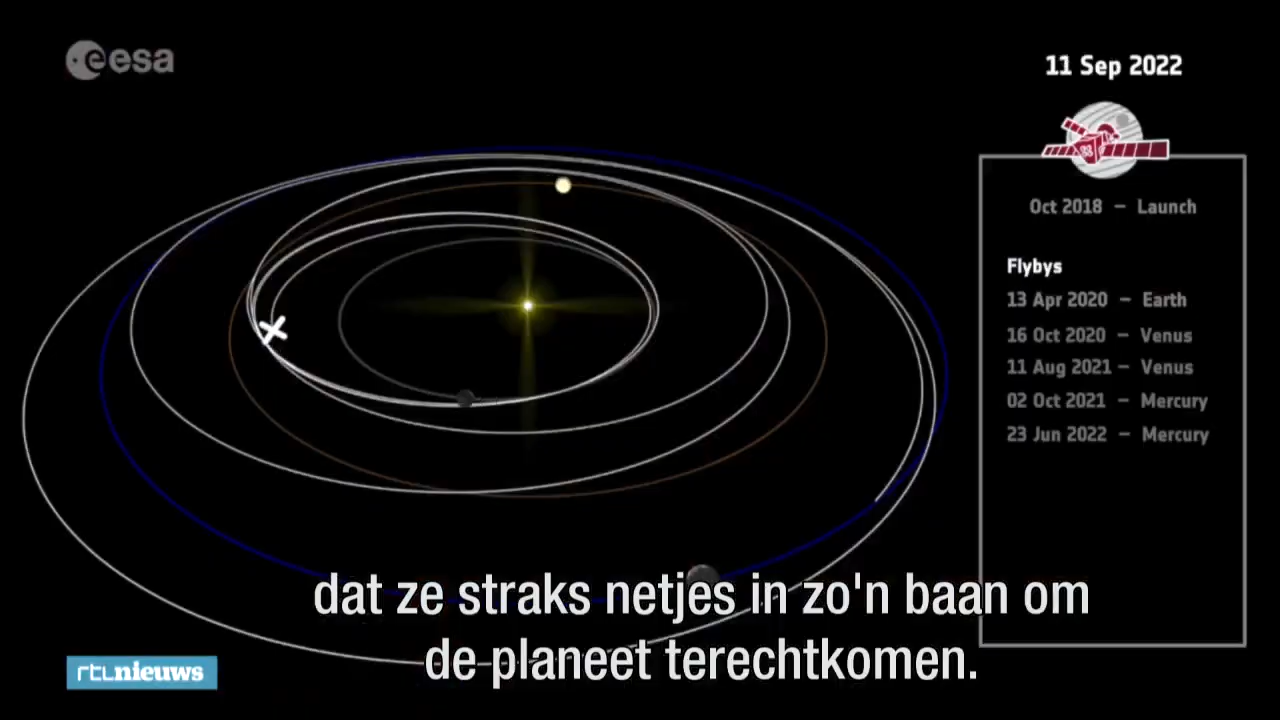 esa
11 Sep 2022
Oct 2018 – Launch
Flybys
13 Apr 2020 – Earth
16 Oct 2020 – Venus
11 Aug 2021 – Venus
02 Oct 2021 – Mercury
23 Jun 2022 – Mercury
dat ze straks netjes in zo'n baan om
de planeet terechtkomen.
rtl nieuws